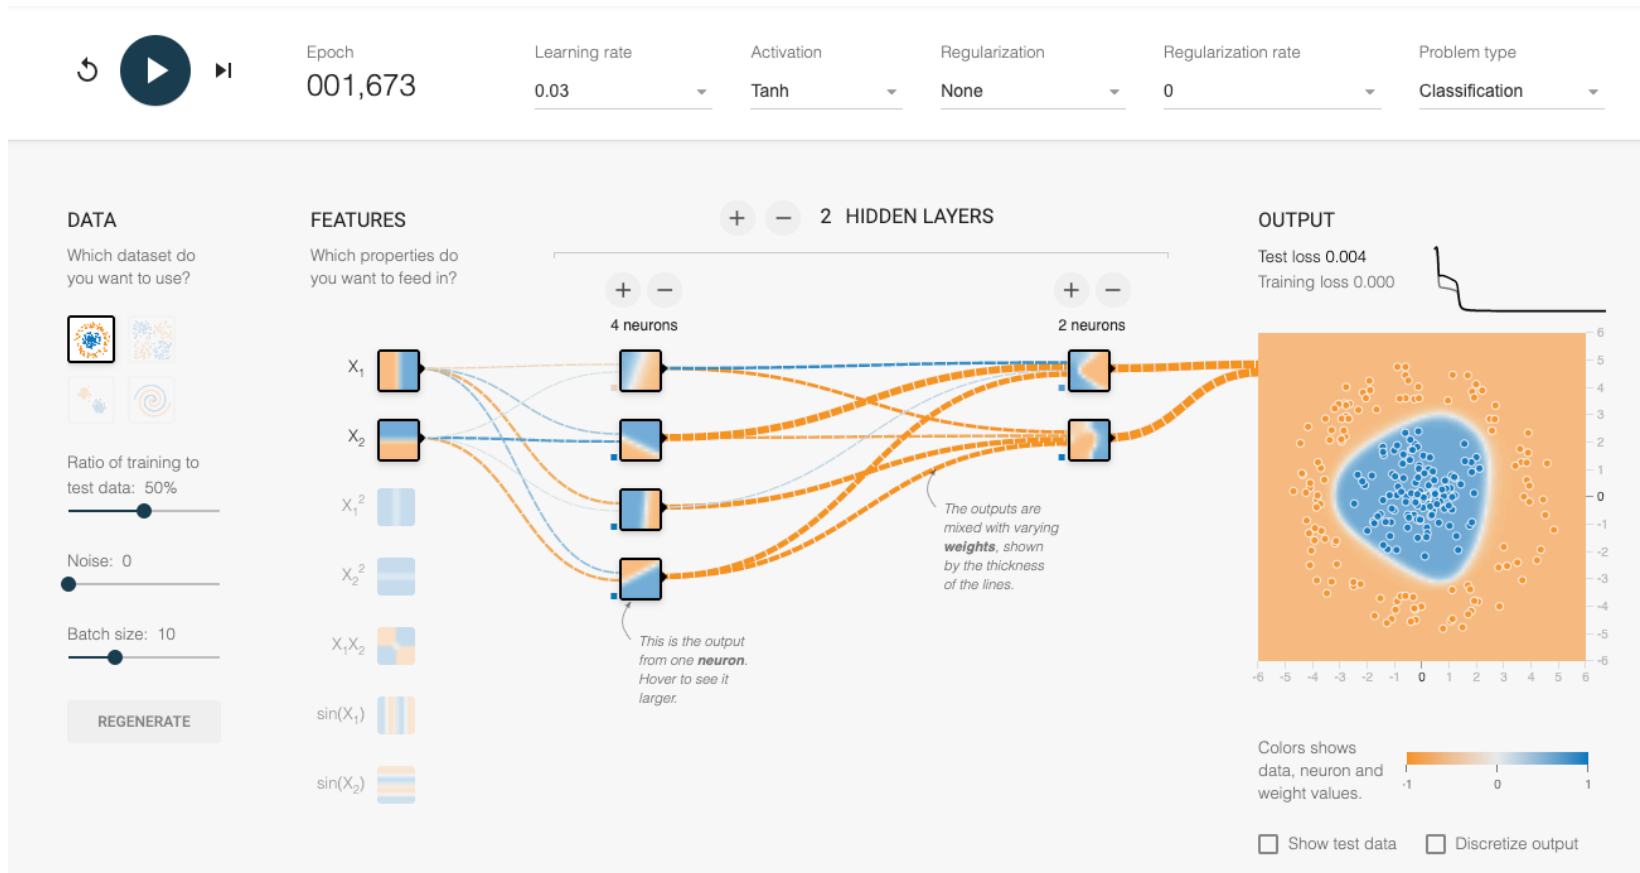 Epoch
001,673
Learning rate
0.03
Activation
Tanh
Regularization
None
Regularization rate
0
Problem type
Classification
DATA
Which dataset do
you want to use?
Ratio of training to
test data: 50%
Noise: 0
Batch size: 10
REGENERATE
FEATURES
Which properties do
you want to feed in?
X₁
X₂
X₁²
X₂²
X₁X₂
sin(X₁)
sin(X₂)
+ − 2 HIDDEN LAYERS
+ −
4 neurons
+ −
2 neurons
The outputs are
mixed with varying
weights, shown
by the thickness
of the lines.
This is the output
from one neuron.
Hover to see it
larger.
OUTPUT
Test loss 0.004
Training loss 0.000
6
5
4
3
2
1
0
-1
-2
-3
-4
-5
-6
-6 -5 -4 -3 -2 -1 0 1 2 3 4 5 6
Colors shows
data, neuron and
weight values.
-1 0 1
Show test data
Discretize output